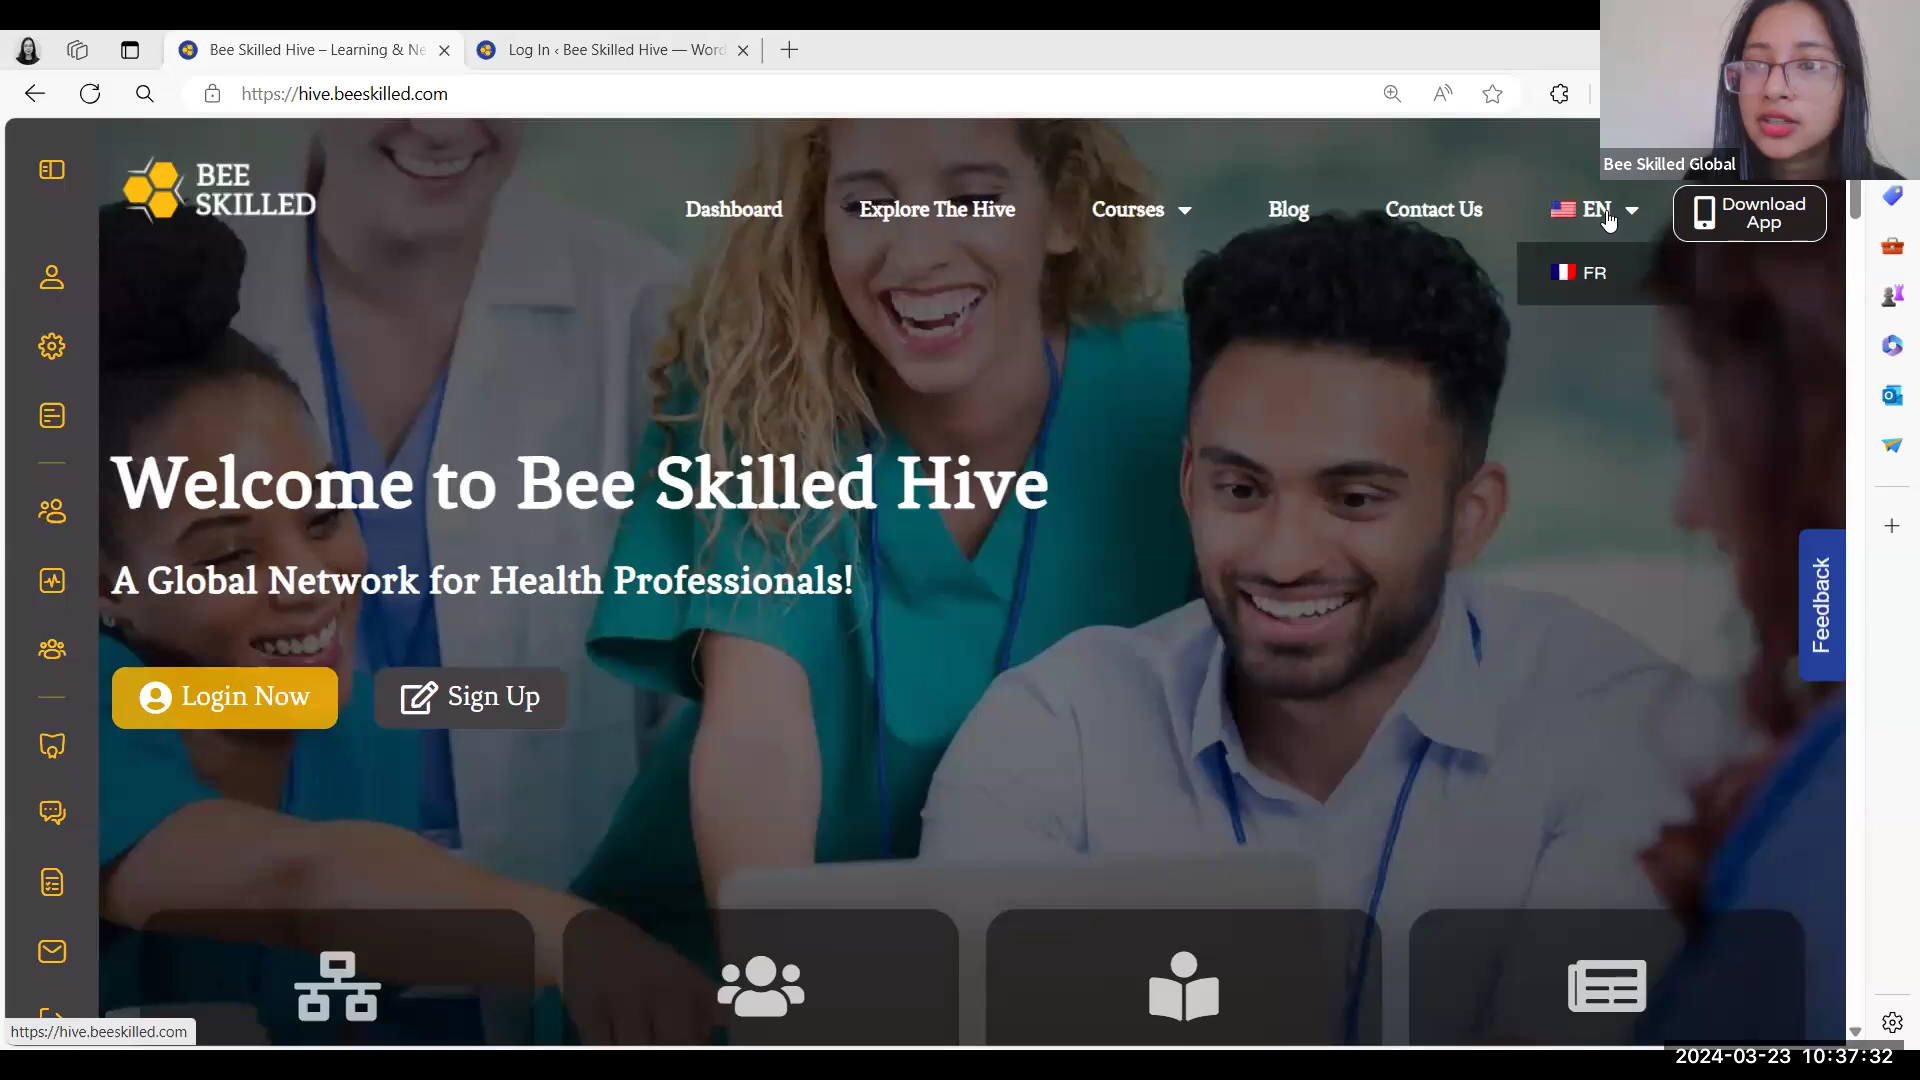 Bee Skilled Hive – Learning & Ne
Log In ‹ Bee Skilled Hive — Word
https://hive.beeskilled.com
Bee Skilled Global
BEE
SKILLED
Dashboard
Explore The Hive
Courses
Blog
Contact Us
EN
Download
App
FR
Welcome to Bee Skilled Hive
A Global Network for Health Professionals!
Login Now
Sign Up
Feedback
https://hive.beeskilled.com
2024-03-23 10:37:32